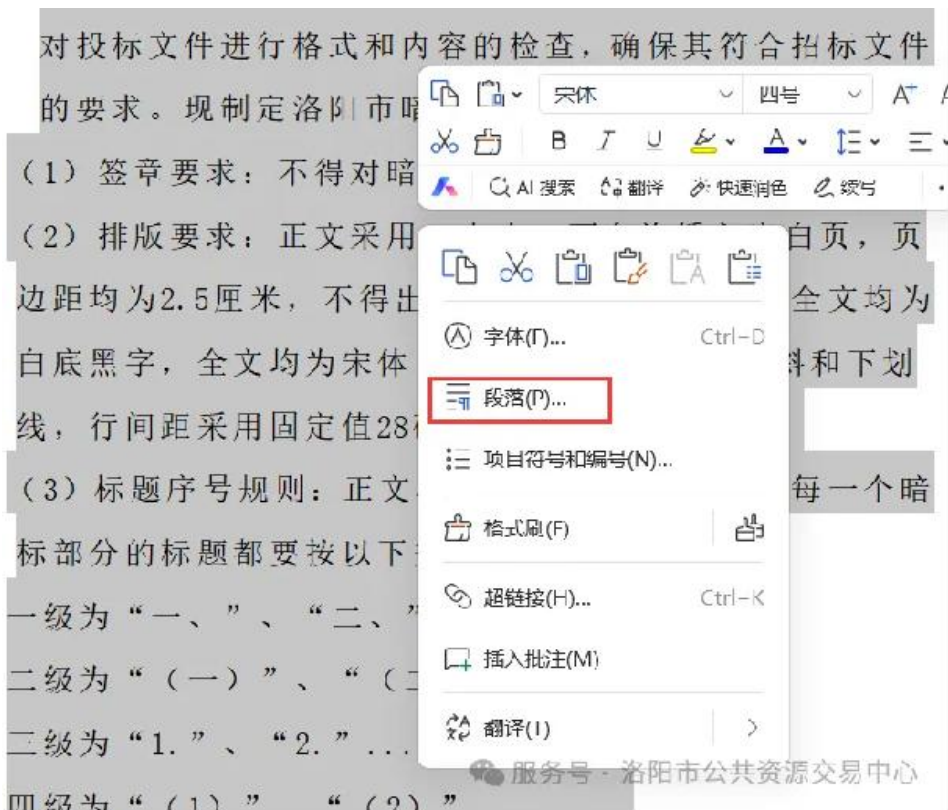 对投标文件进行格式和内容的检查，确保其符合招标文件
的要求。现制定洛阳市暗
（1）签章要求：不得对暗
（2）排版要求：正文采用
白页，页
边距均为2.5厘米，不得出
全文均为
白底黑字，全文均为宋体
和下划
线，行间距采用固定值28
（3）标题序号规则：正文
每一个暗
标部分的标题都要按以下
一级为“一、”、“二、”
二级为“（一）”、“（二
三级为“1.”、“2.”...
四级为“（1）”、“（2）”
宋体 四号 A+
B I U A
AI 搜索 翻译 快速润色 续写
字体(F)... Ctrl+D
段落(P)...
项目符号和编号(N)...
格式刷(F)
超链接(H)... Ctrl+K
插入批注(M)
翻译(T)
服务号 · 洛阳市公共资源交易中心